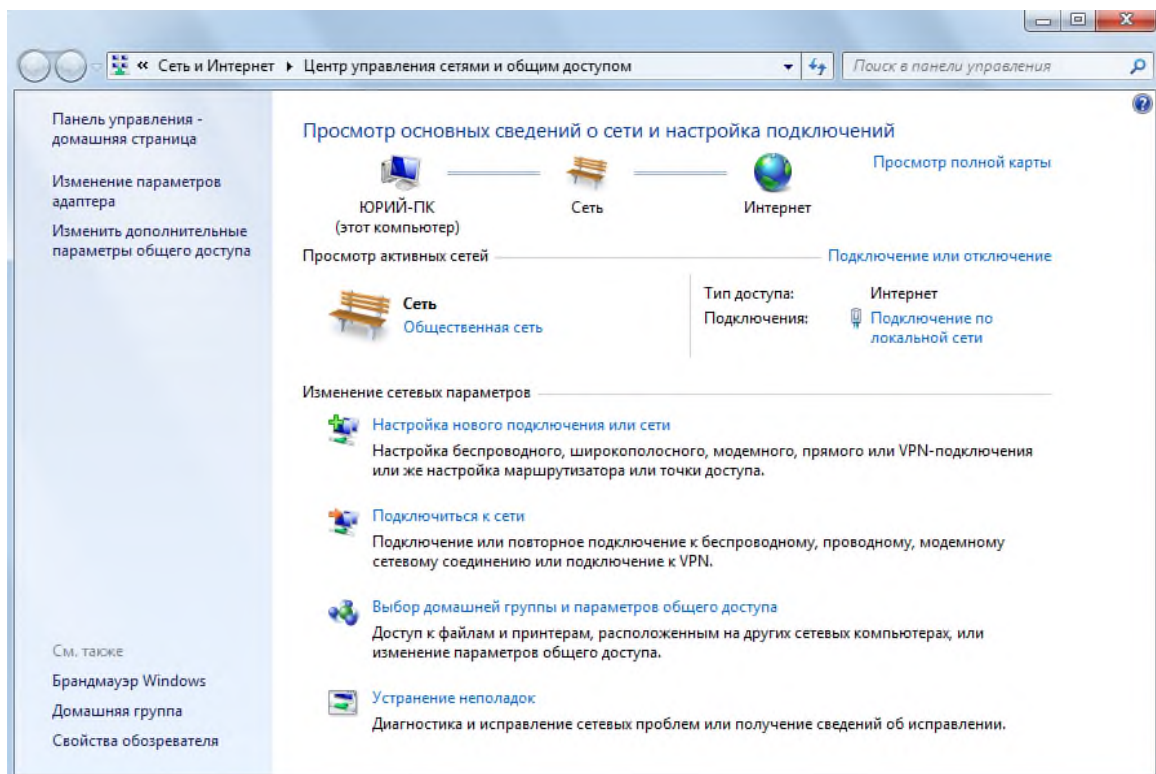 « Сеть и Интернет ▸ Центр управления сетями и общим доступом
Поиск в панели управления
Панель управления -
домашняя страница
Изменение параметров
адаптера
Изменить дополнительные
параметры общего доступа
Просмотр основных сведений о сети и настройка подключений
Просмотр полной карты
ЮРИЙ-ПК
(этот компьютер)
Сеть
Интернет
Просмотр активных сетей
Подключение или отключение
Сеть
Общественная сеть
Тип доступа: Интернет
Подключения: Подключение по
локальной сети
Изменение сетевых параметров
Настройка нового подключения или сети
Настройка беспроводного, широкополосного, модемного, прямого или VPN-подключения
или же настройка маршрутизатора или точки доступа.
Подключиться к сети
Подключение или повторное подключение к беспроводному, проводному, модемному
сетевому соединению или подключение к VPN.
Выбор домашней группы и параметров общего доступа
Доступ к файлам и принтерам, расположенным на других сетевых компьютерах, или
изменение параметров общего доступа.
Устранение неполадок
Диагностика и исправление сетевых проблем или получение сведений об исправлении.
См. также
Брандмауэр Windows
Домашняя группа
Свойства обозревателя